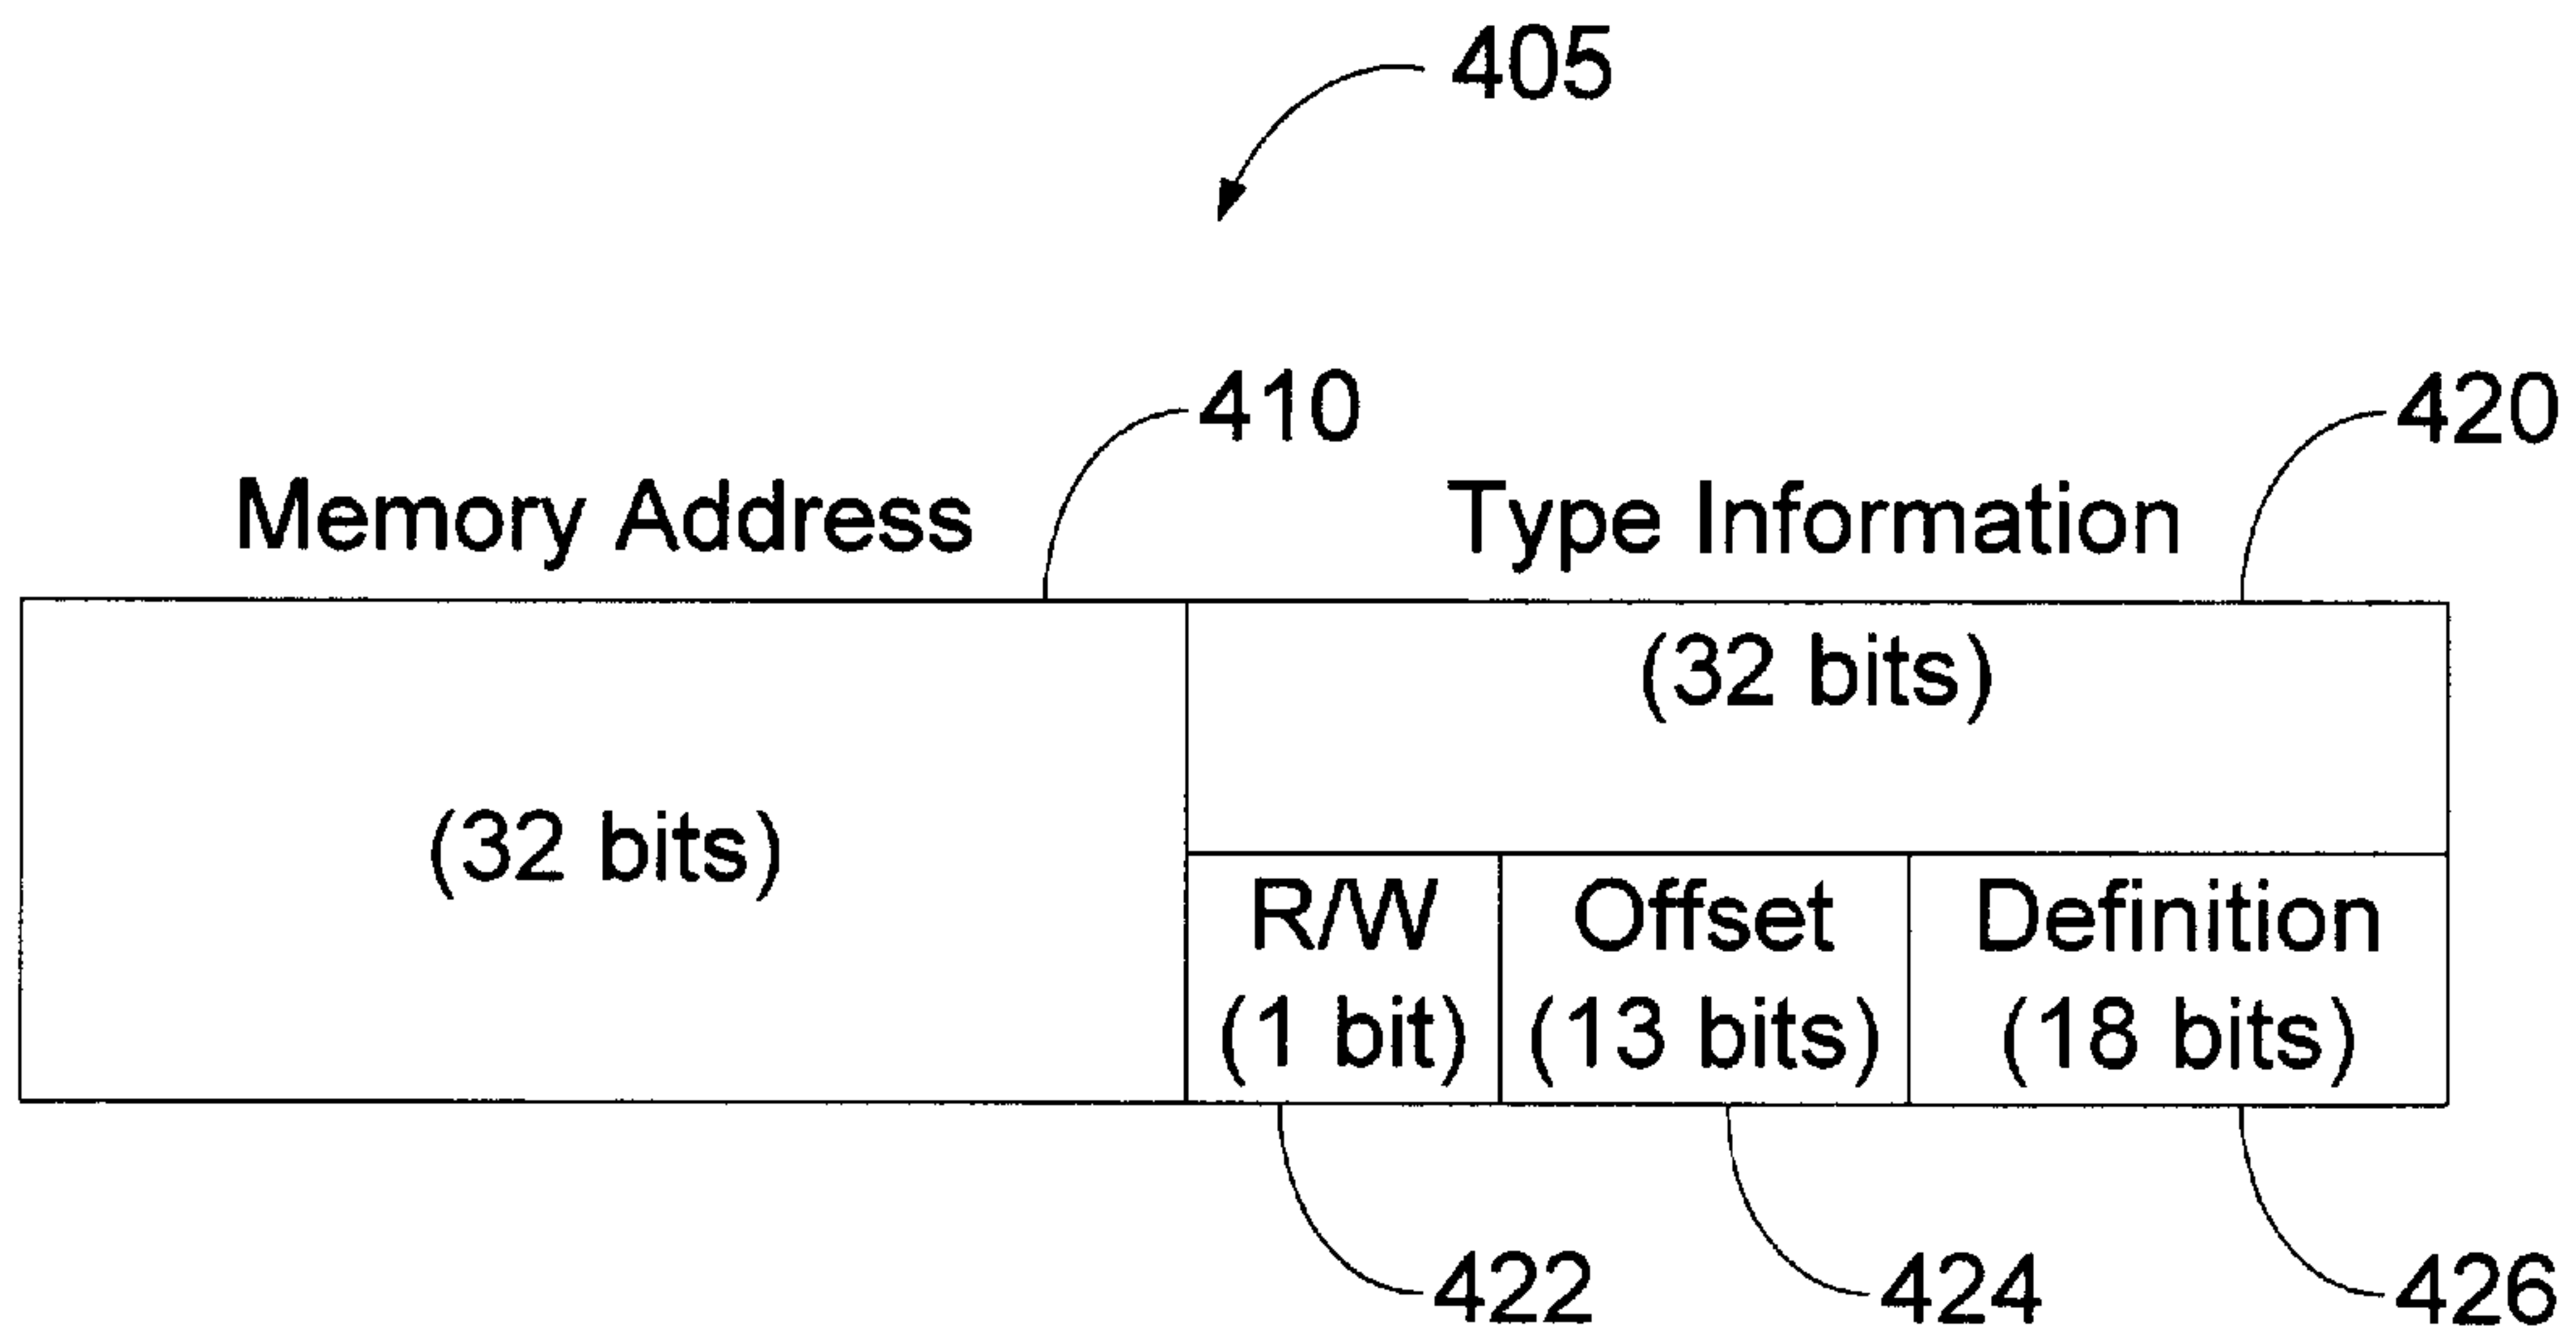 405
410
420
Memory Address
Type Information
(32 bits)
(32 bits)
R/W
Offset
Definition
(1 bit)
(13 bits)
(18 bits)
422
424
426